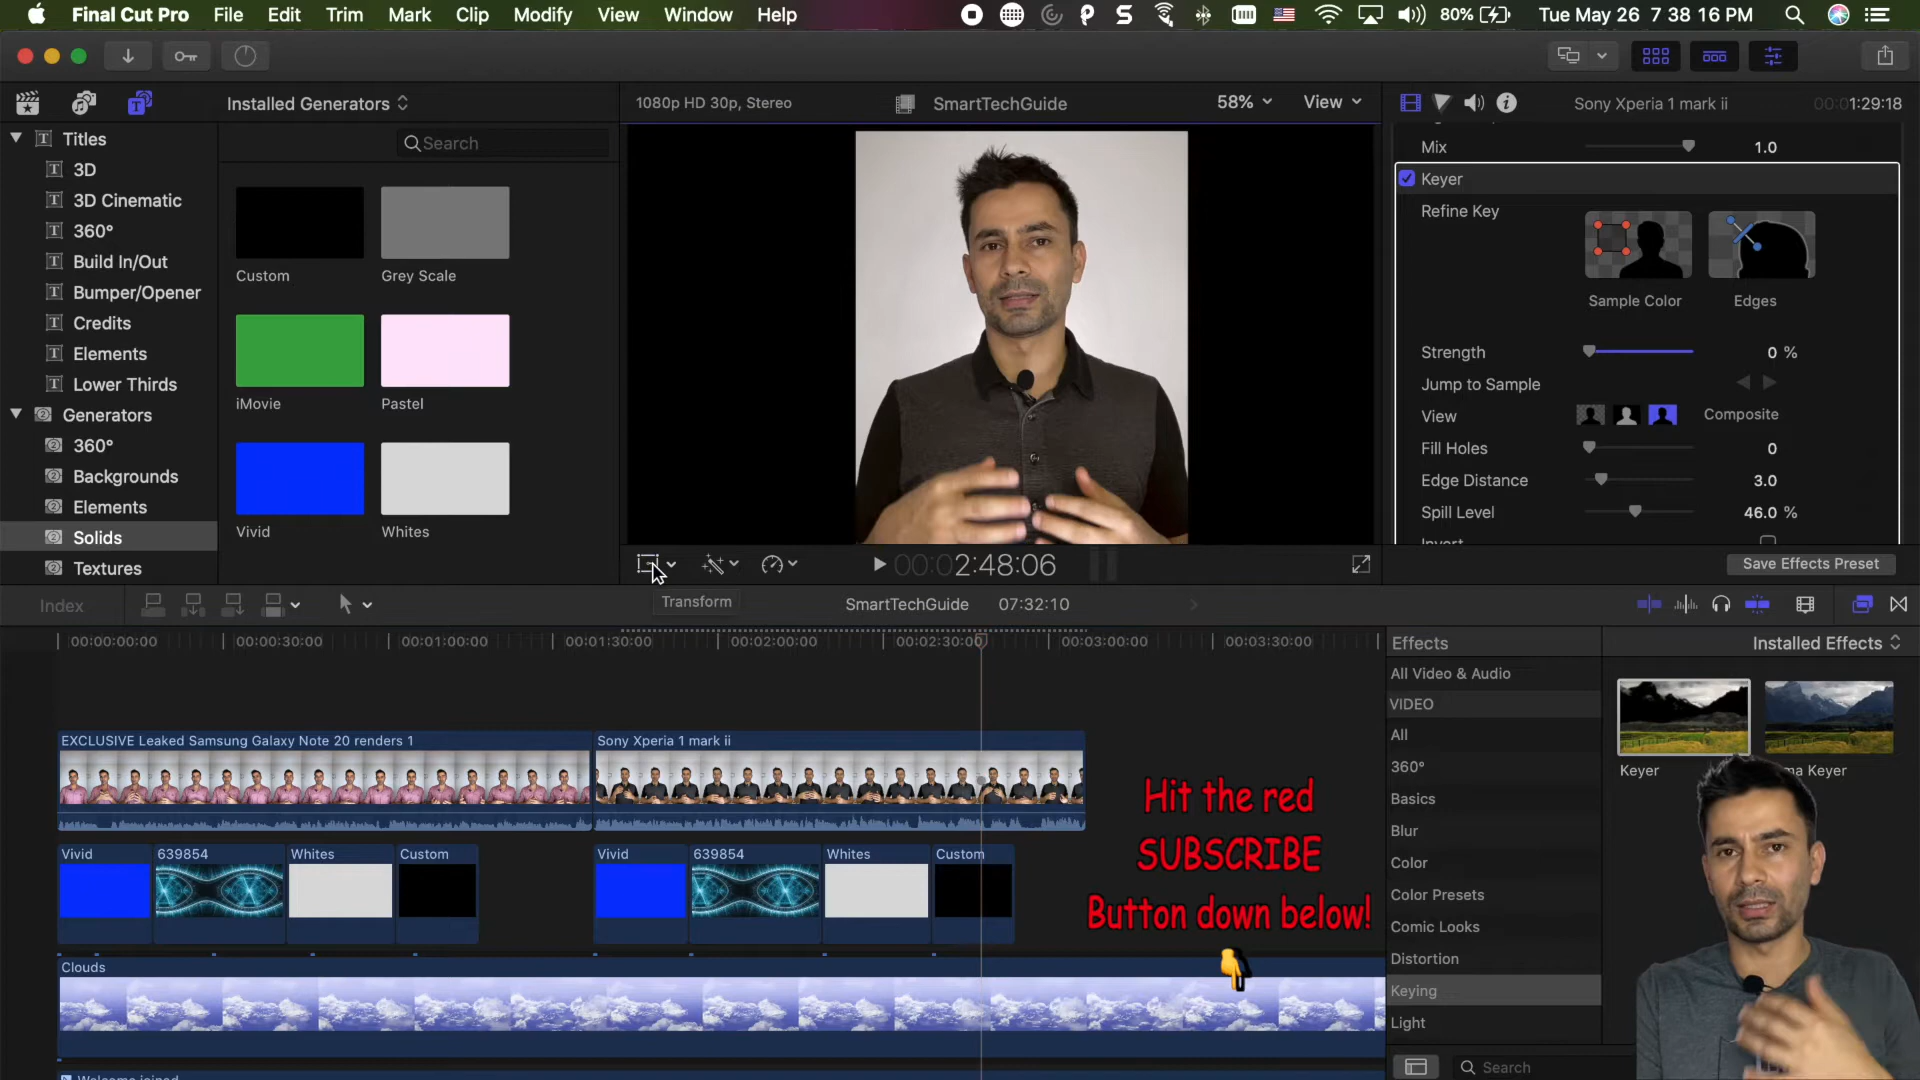 Final Cut Pro File Edit Trim Mark Clip Modify View Window Help
80% Tue May 26 7 38 16 PM
Installed Generators
1080p HD 30p, Stereo
SmartTechGuide
58%
View
Sony Xperia 1 mark ii
00:01:29:18
Titles
3D
3D Cinematic
360°
Build In/Out
Bumper/Opener
Credits
Elements
Lower Thirds
Generators
360°
Backgrounds
Elements
Solids
Textures
Search
Custom
Grey Scale
iMovie
Pastel
Vivid
Whites
Mix 1.0
Keyer
Refine Key
Sample Color
Edges
Strength 0 %
Jump to Sample
View Composite
Fill Holes 0
Edge Distance 3.0
Spill Level 46.0 %
Invert
Save Effects Preset
00:02:48:06
Transform
Index
SmartTechGuide 07:32:10
00:00:00:00
00:00:30:00
00:01:00:00
00:01:30:00
00:02:00:00
00:02:30:00
00:03:00:00
00:03:30:00
EXCLUSIVE Leaked Samsung Galaxy Note 20 renders 1
Sony Xperia 1 mark ii
Vivid
639854
Whites
Custom
Vivid
639854
Whites
Custom
Clouds
Welcome joined
Hit the red
SUBSCRIBE
Button down below!
Effects
Installed Effects
All Video & Audio
VIDEO
All
360°
Basics
Blur
Color
Color Presets
Comic Looks
Distortion
Keying
Light
Keyer
ma Keyer
Search